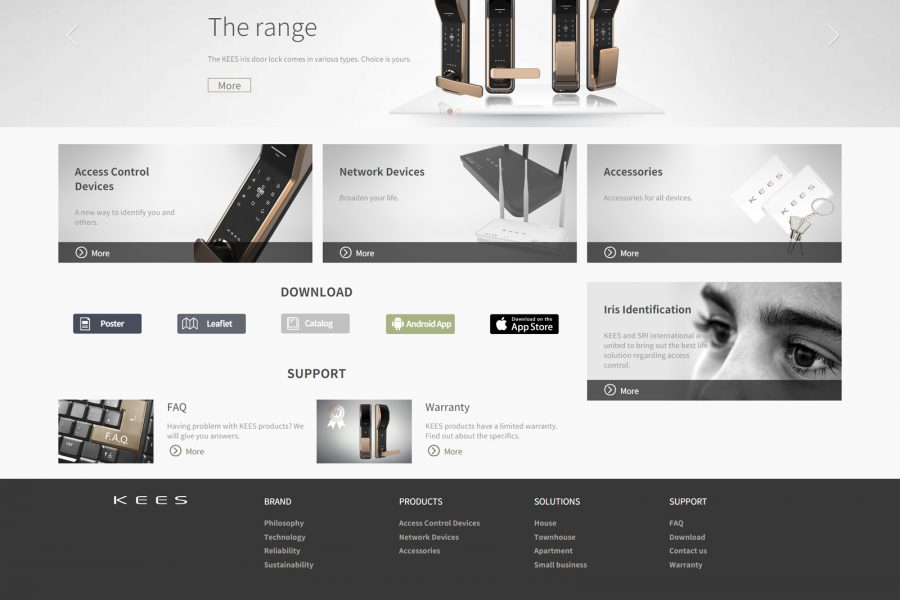 The range
The KEES iris door lock comes in various types. Choice is yours.
More
Access Control
Devices
A new way to identify you and
others.
More
Network Devices
Broaden your life.
More
Accessories
Accessories for all devices.
KEES
KEES
More
DOWNLOAD
Poster
Leaflet
Catalog
Android App
Download on the
App Store
Iris Identification
KEES and SRI International are
united to bring out the best life
solution regarding access
control.
More
SUPPORT
F.A.Q.
FAQ
Having problem with KEES products? We
will give you answers.
More
Warranty
KEES products have a limited warranty.
Find out about the specifics.
More
KEES
BRAND
Philosophy
Technology
Reliability
Sustainability
PRODUCTS
Access Control Devices
Network Devices
Accessories
SOLUTIONS
House
Townhouse
Apartment
Small business
SUPPORT
FAQ
Download
Contact us
Warranty